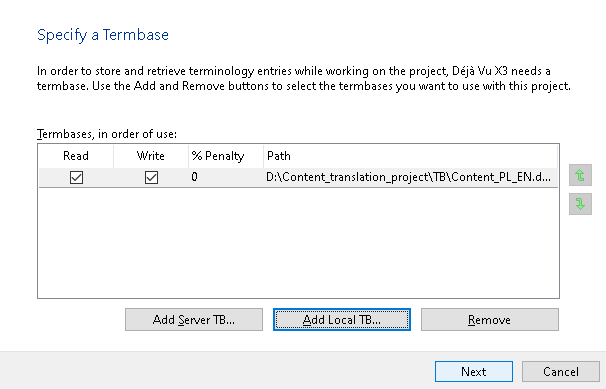 Specify a Termbase
In order to store and retrieve terminology entries while working on the project, Déjà Vu X3 needs a
termbase. Use the Add and Remove buttons to select the termbases you want to use with this project.
Termbases, in order of use:
Read Write % Penalty Path
0 D:\Content_translation_project\TB\Content_PL_EN.d...
Add Server TB... Add Local TB... Remove
Next Cancel